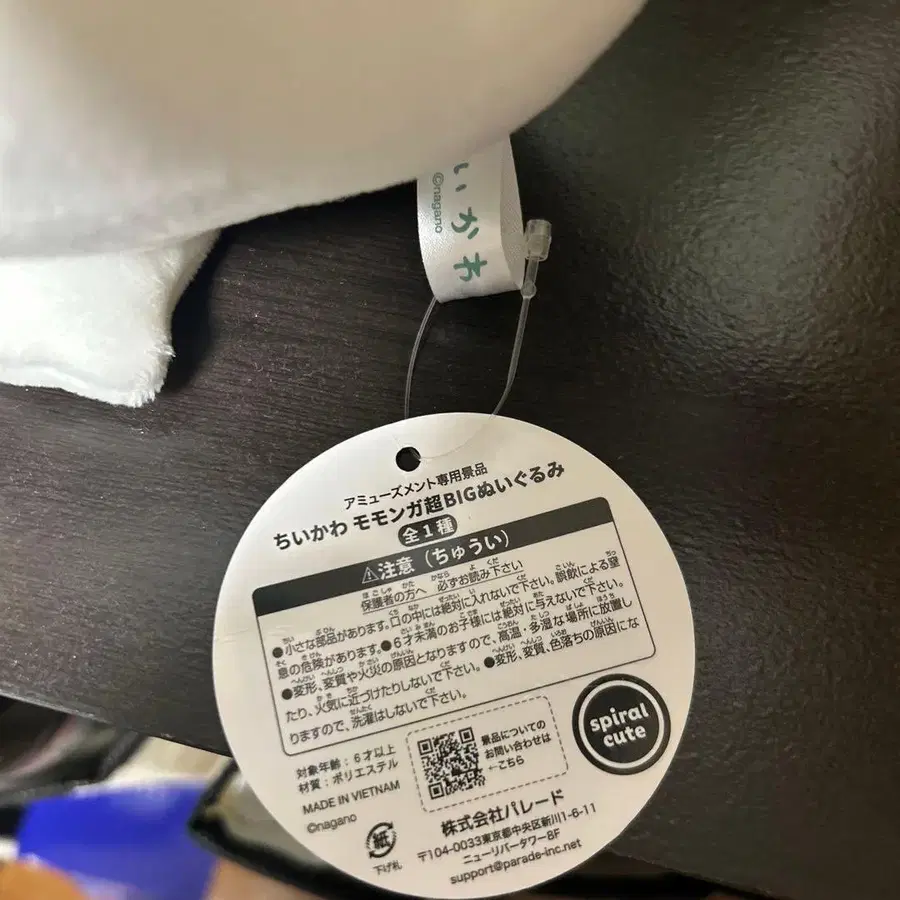 いかわ
©nagano
アミューズメント専用景品
ちいかわ モモンガ超BIGぬいぐるみ
全1種
⚠注意（ちゅうい）
保護者の方へ 必ずお読み下さい
●小さな部品があります。口の中には絶対に入れないで下さい。誤飲による窒
息の危険があります。●6才未満のお子様には絶対に与えないで下さい。
●変形、変質や火災の原因となりますので、高温・多湿な場所に放置し
たり、火気に近づけたりしないで下さい。●変形、変質、色落ちの原因にな
りますので、洗濯はしないで下さい。
対象年齢：6才以上
材質：ポリエステル
MADE IN VIETNAM
©nagano
景品についての
お問い合わせは
←こちら
spiral
cute
紙
下げ札
株式会社パレード
〒104-0033東京都中央区新川1-6-11
ニューリバータワー8F
support@parade-inc.net